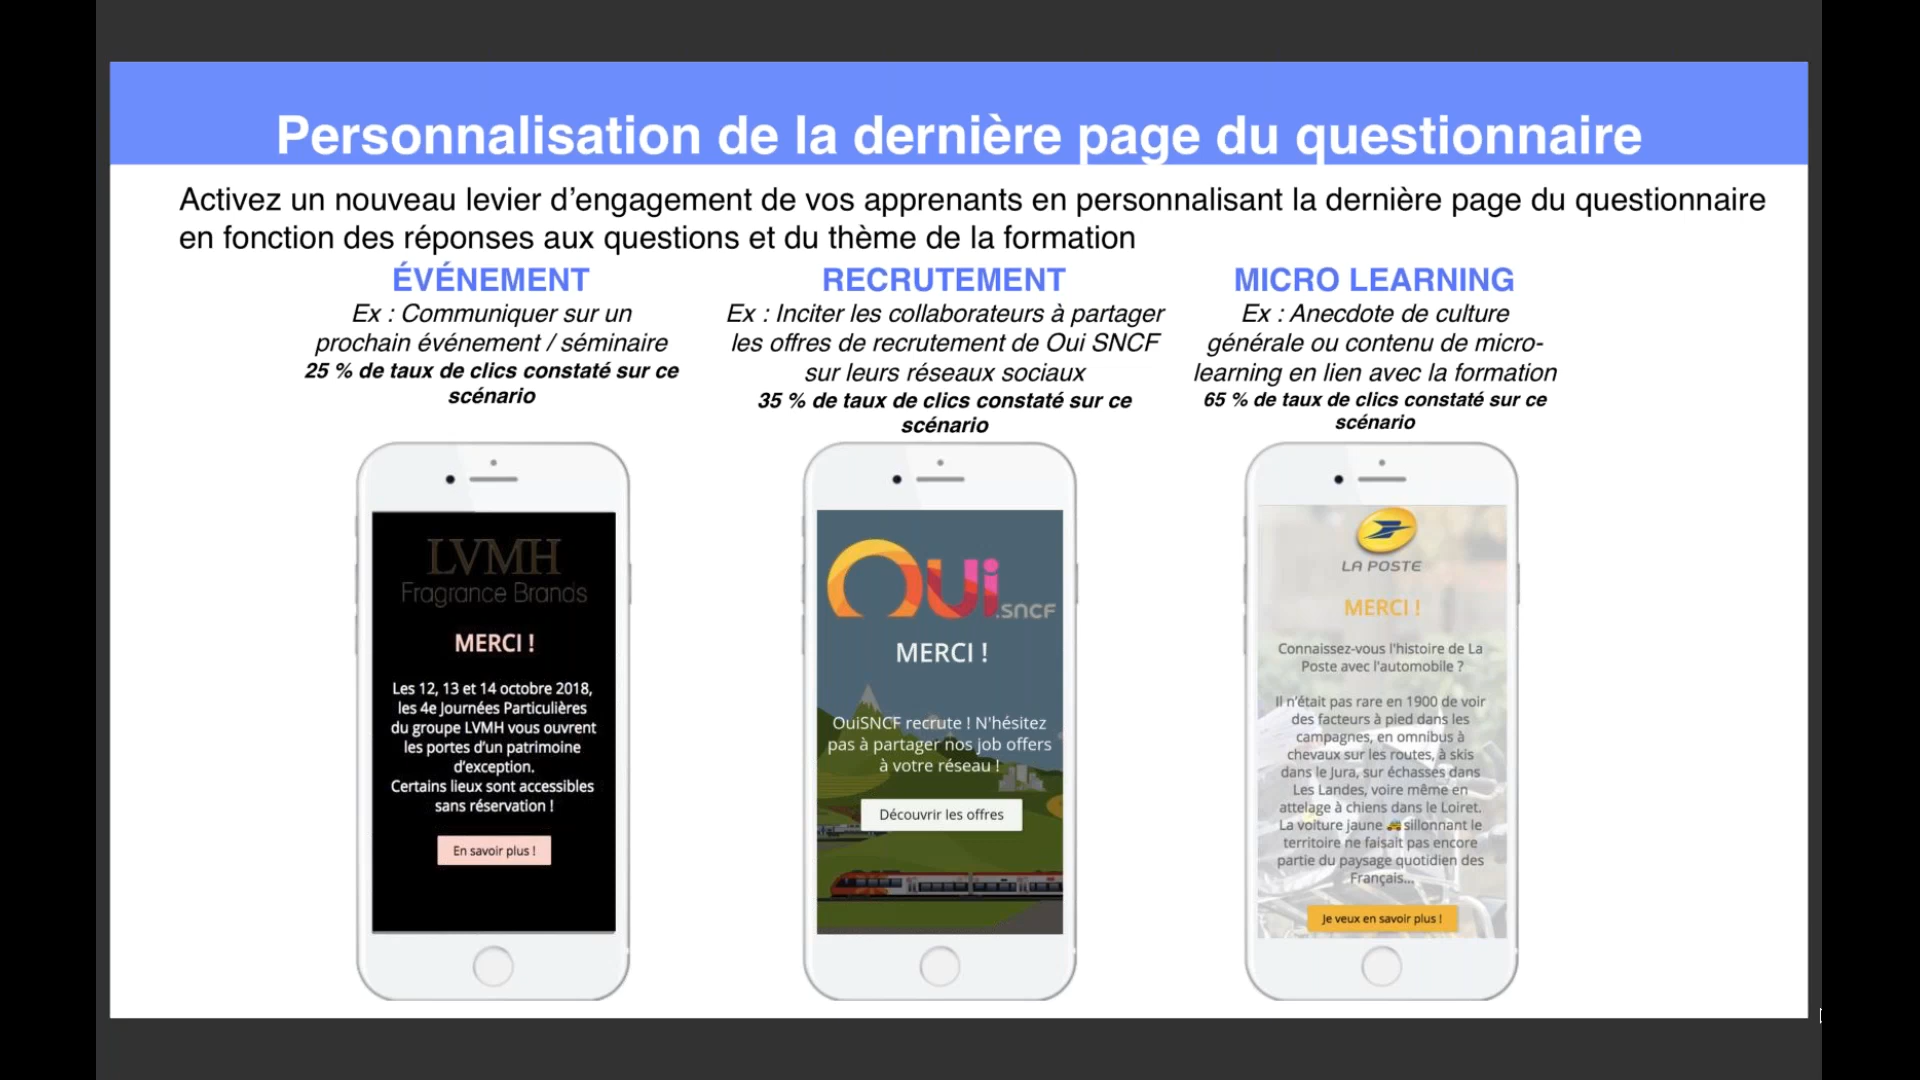 Personnalisation de la dernière page du questionnaire
Activez un nouveau levier d’engagement de vos apprenants en personnalisant la dernière page du questionnaire
en fonction des réponses aux questions et du thème de la formation
ÉVÉNEMENT
Ex : Communiquer sur un
prochain événement / séminaire
25 % de taux de clics constaté sur ce
scénario
RECRUTEMENT
Ex : Inciter les collaborateurs à partager
les offres de recrutement de Oui SNCF
sur leurs réseaux sociaux
35 % de taux de clics constaté sur ce
scénario
MICRO LEARNING
Ex : Anecdote de culture
générale ou contenu de micro-
learning en lien avec la formation
65 % de taux de clics constaté sur ce
scénario
LVMH
Fragrance Brands
MERCI !
Les 12, 13 et 14 octobre 2018,
les 4e Journées Particulières
du groupe LVMH vous ouvrent
les portes d’un patrimoine
d’exception.
Certains lieux sont accessibles
sans réservation !
En savoir plus !
OUi
.sncf
MERCI !
OuiSNCF recrute ! N'hésitez
pas à partager nos job offers
à votre réseau !
Découvrir les offres
LA POSTE
MERCI !
Connaissez-vous l'histoire de La
Poste avec l'automobile ?
Il n’était pas rare en 1900 de voir
des facteurs à pied dans les
campagnes, en omnibus à
chevaux sur les routes, à skis
dans le Jura, sur échasses dans
Les Landes, voire même en
attelage à chiens dans le Loiret.
La voiture jaune 🚕 sillonnant le
territoire ne faisait pas encore
partie du paysage quotidien des
Français...
Je veux en savoir plus !